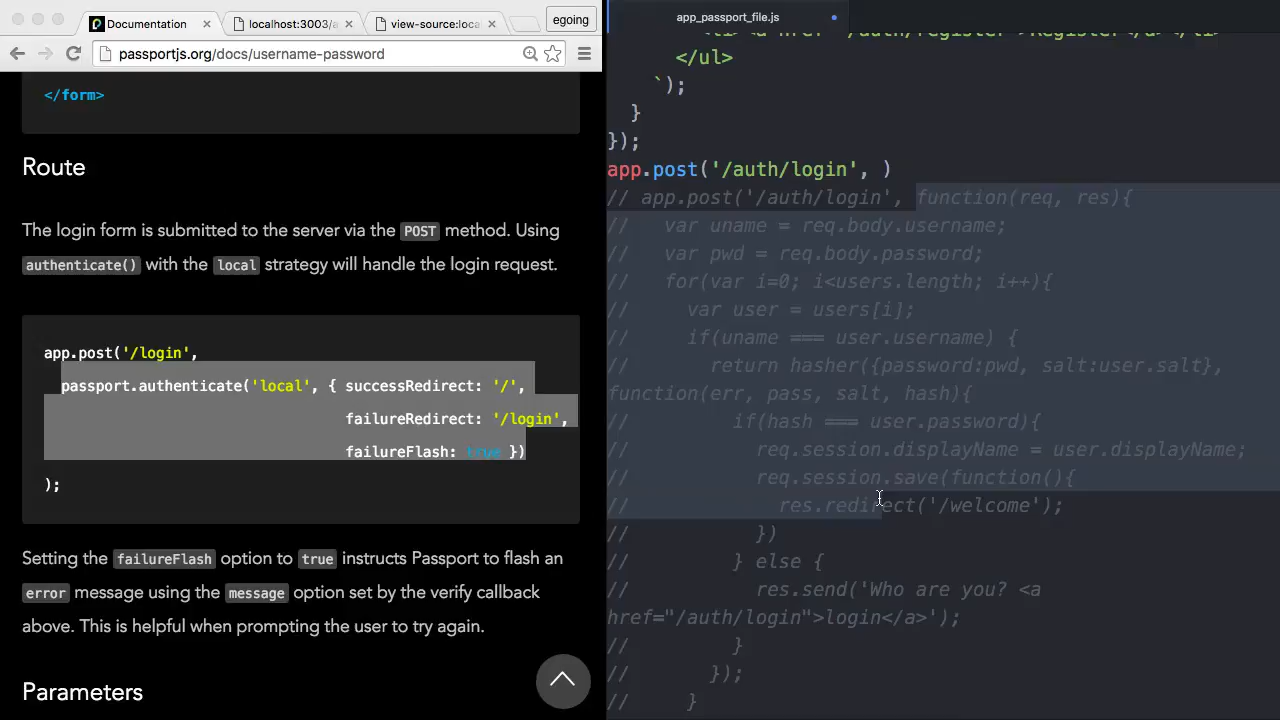 Documentation
localhost:3003/a
view-source:loca
egoing
passportjs.org/docs/username-password
</form>
Route
The login form is submitted to the server via the POST method. Using
authenticate() with the local strategy will handle the login request.
app.post('/login',
passport.authenticate('local', { successRedirect: '/',
failureRedirect: '/login',
failureFlash: true })
);
Setting the failureFlash option to true instructs Passport to flash an
error message using the message option set by the verify callback
above. This is helpful when prompting the user to try again.
Parameters
app_passport_file.js
</ul>
`);
}
});
app.post('/auth/login', )
// app.post('/auth/login', function(req, res){
// var uname = req.body.username;
// var pwd = req.body.password;
// for(var i=0; i<users.length; i++){
// var user = users[i];
// if(uname === user.username) {
// return hasher({password:pwd, salt:user.salt},
function(err, pass, salt, hash){
// if(hash === user.password){
// req.session.displayName = user.displayName;
// req.session.save(function(){
// res.redirect('/welcome');
// })
// } else {
// res.send('Who are you? <a
href="/auth/login">login</a>');
// }
// });
// }